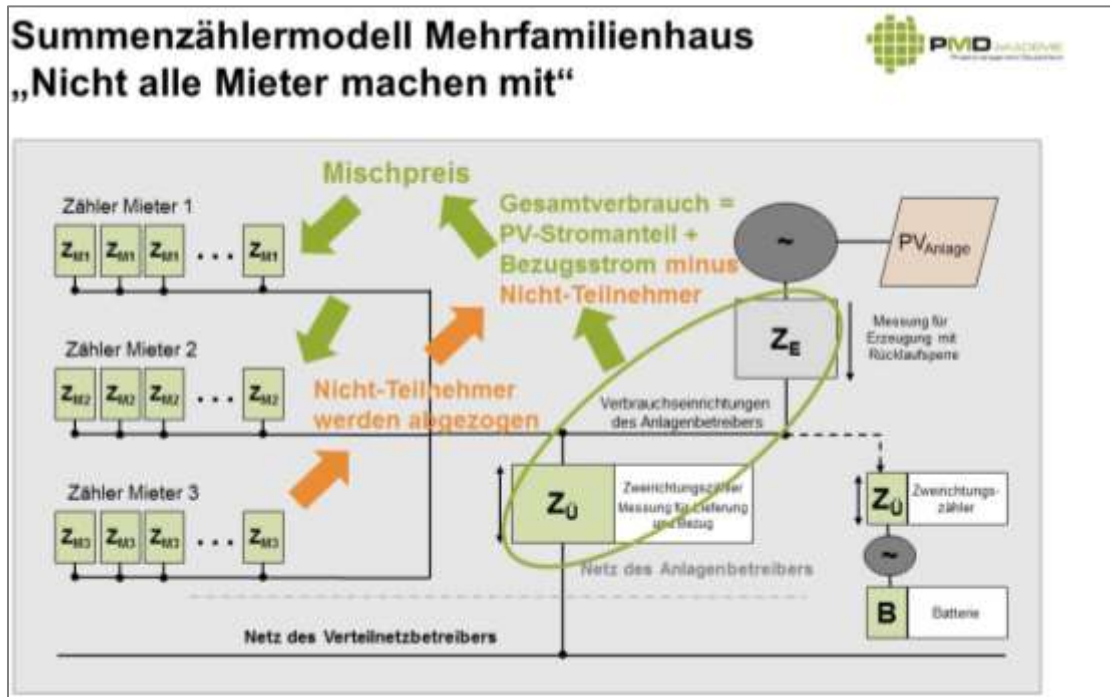 Summenzählermodell Mehrfamilienhaus
„Nicht alle Mieter machen mit“
PMD AKADEMIE
Mischpreis
Gesamtverbrauch =
PV-Stromanteil +
Bezugsstrom minus
Nicht-Teilnehmer
Zähler Mieter 1
ZM1 ZM1 ZM1 . . . ZM1
~
PVAnlage
ZE
Messung für
Erzeugung mit
Rücklaufsperre
Zähler Mieter 2
ZM2 ZM2 ZM2 . . . ZM2
Nicht-Teilnehmer
werden abgezogen
Verbrauchseinrichtungen
des Anlagenbetreibers
Zähler Mieter 3
ZM3 ZM3 ZM3 . . . ZM3
ZÜ
Zweirichtungszähler
Messung für Lieferung
und Bezug
ZÜ
Zweirichtungs-
zähler
~
B
Batterie
Netz des Anlagenbetreibers
Netz des Verteilnetzbetreibers